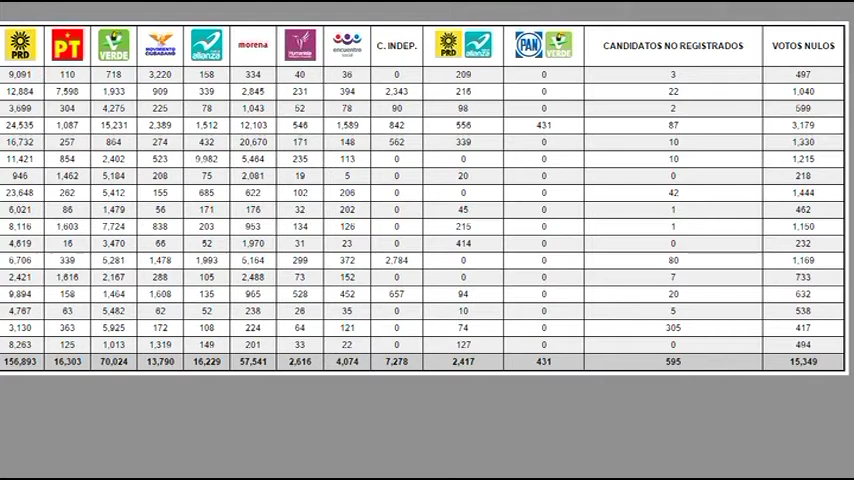 PRD PT VERDE MOVIMIENTO CIUDADANO alianza morena Humanista encuentro social C. INDEP. PRD alianza PAN VERDE CANDIDATOS NO REGISTRADOS VOTOS NULOS
9,091 110 718 3,220 158 334 40 36 0 209 0 3 497
12,884 7,598 1,933 909 339 2,845 231 394 2,343 216 0 22 1,040
3,699 304 4,275 225 78 1,043 52 78 90 98 0 2 599
24,535 1,087 15,231 2,389 1,512 12,103 546 1,589 842 556 431 87 3,179
16,732 257 864 274 432 20,670 171 148 562 339 0 10 1,330
11,421 854 2,402 523 9,982 5,464 235 113 0 0 0 10 1,215
946 1,462 5,184 208 75 2,081 19 5 0 20 0 0 218
23,648 262 5,412 155 685 622 102 206 0 0 0 42 1,444
6,021 86 1,479 56 171 176 32 202 0 45 0 1 462
8,116 1,603 7,724 838 203 953 134 126 0 215 0 1 1,150
4,619 16 3,470 66 52 1,970 31 23 0 414 0 0 232
6,706 339 5,281 1,478 1,993 5,164 299 372 2,784 0 0 80 1,169
2,421 1,616 2,167 288 105 2,488 73 152 0 0 0 7 733
9,894 158 1,464 1,608 135 965 528 452 657 94 0 20 632
4,767 63 5,482 62 52 238 26 35 0 10 0 5 538
3,130 363 5,925 172 108 224 64 121 0 74 0 305 417
8,263 125 1,013 1,319 149 201 33 22 0 127 0 0 494
156,893 16,303 70,024 13,790 16,229 57,541 2,616 4,074 7,278 2,417 431 595 15,349